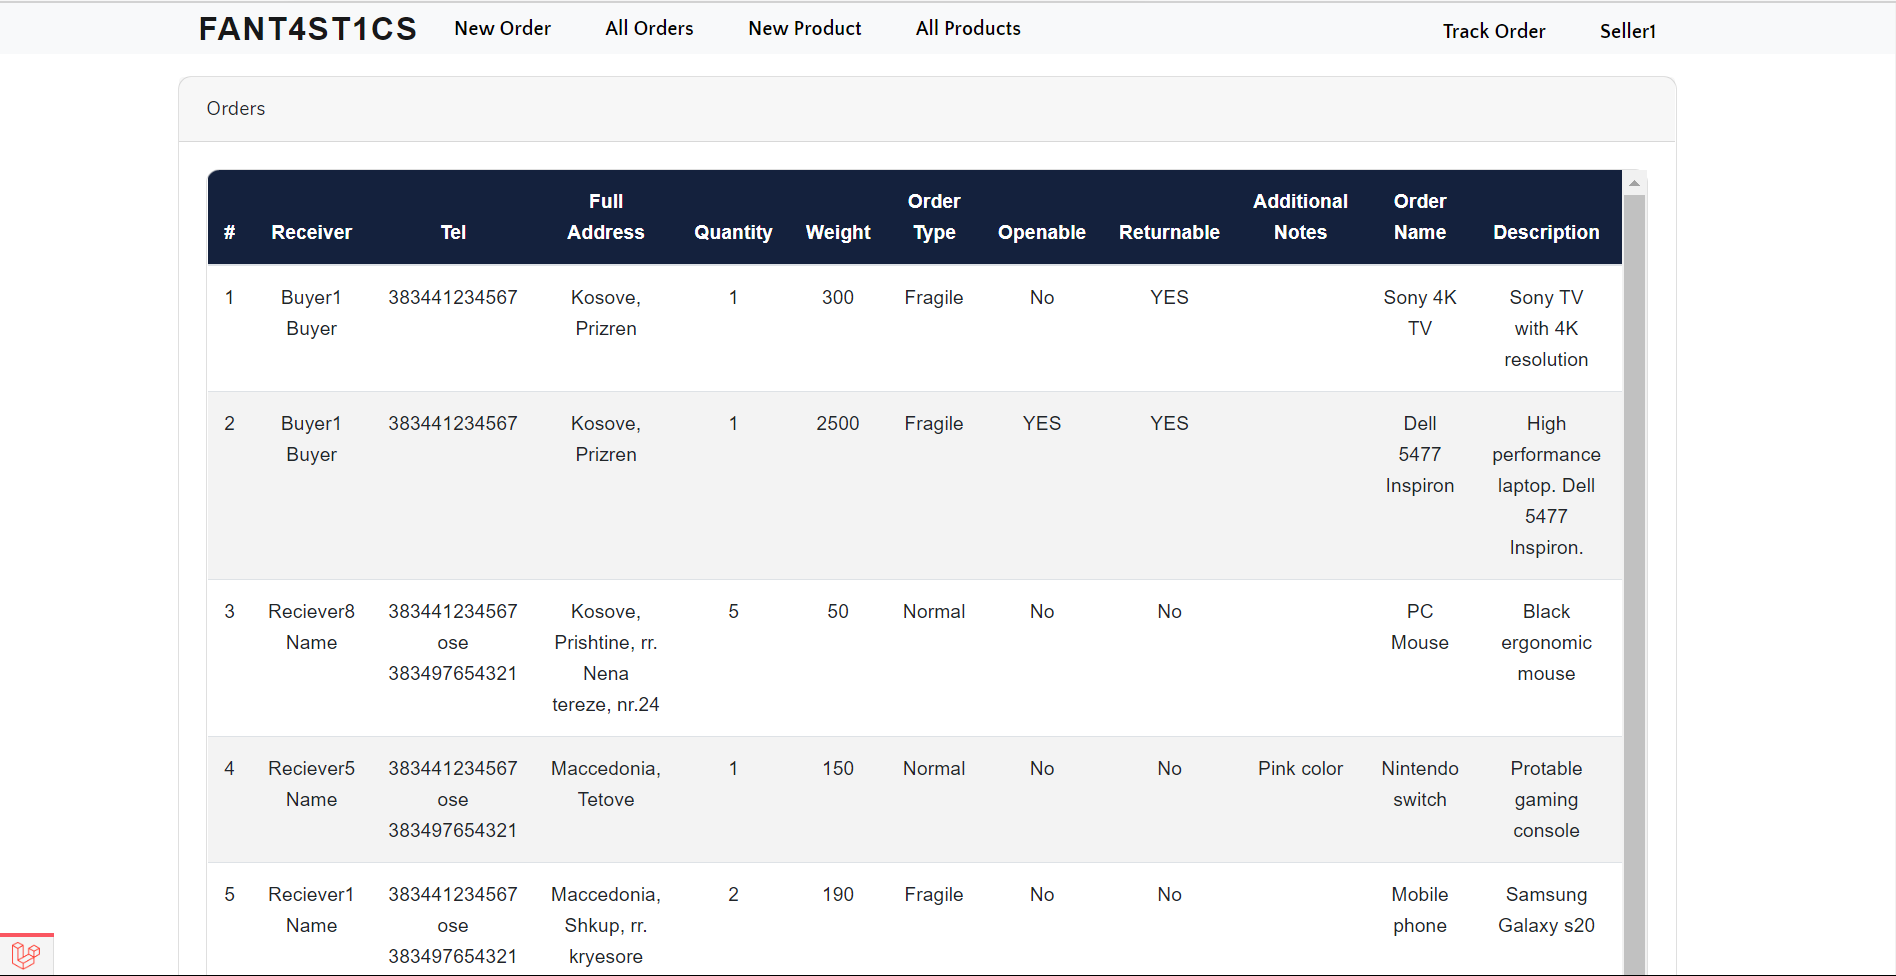 FANT4ST1CS New Order All Orders New Product All Products Track Order Seller1
Orders
# Receiver Tel Full Address Quantity Weight Order Type Openable Returnable Additional Notes Order Name Description
1 Buyer1 Buyer 383441234567 Kosove, Prizren 1 300 Fragile No YES Sony 4K TV Sony TV with 4K resolution
2 Buyer1 Buyer 383441234567 Kosove, Prizren 1 2500 Fragile YES YES Dell 5477 Inspiron High performance laptop. Dell 5477 Inspiron.
3 Reciever8 Name 383441234567 ose 383497654321 Kosove, Prishtine, rr. Nena tereze, nr.24 5 50 Normal No No PC Mouse Black ergonomic mouse
4 Reciever5 Name 383441234567 ose 383497654321 Maccedonia, Tetove 1 150 Normal No No Pink color Nintendo switch Protable gaming console
5 Reciever1 Name 383441234567 ose 383497654321 Maccedonia, Shkup, rr. kryesore 2 190 Fragile No No Mobile phone Samsung Galaxy s20